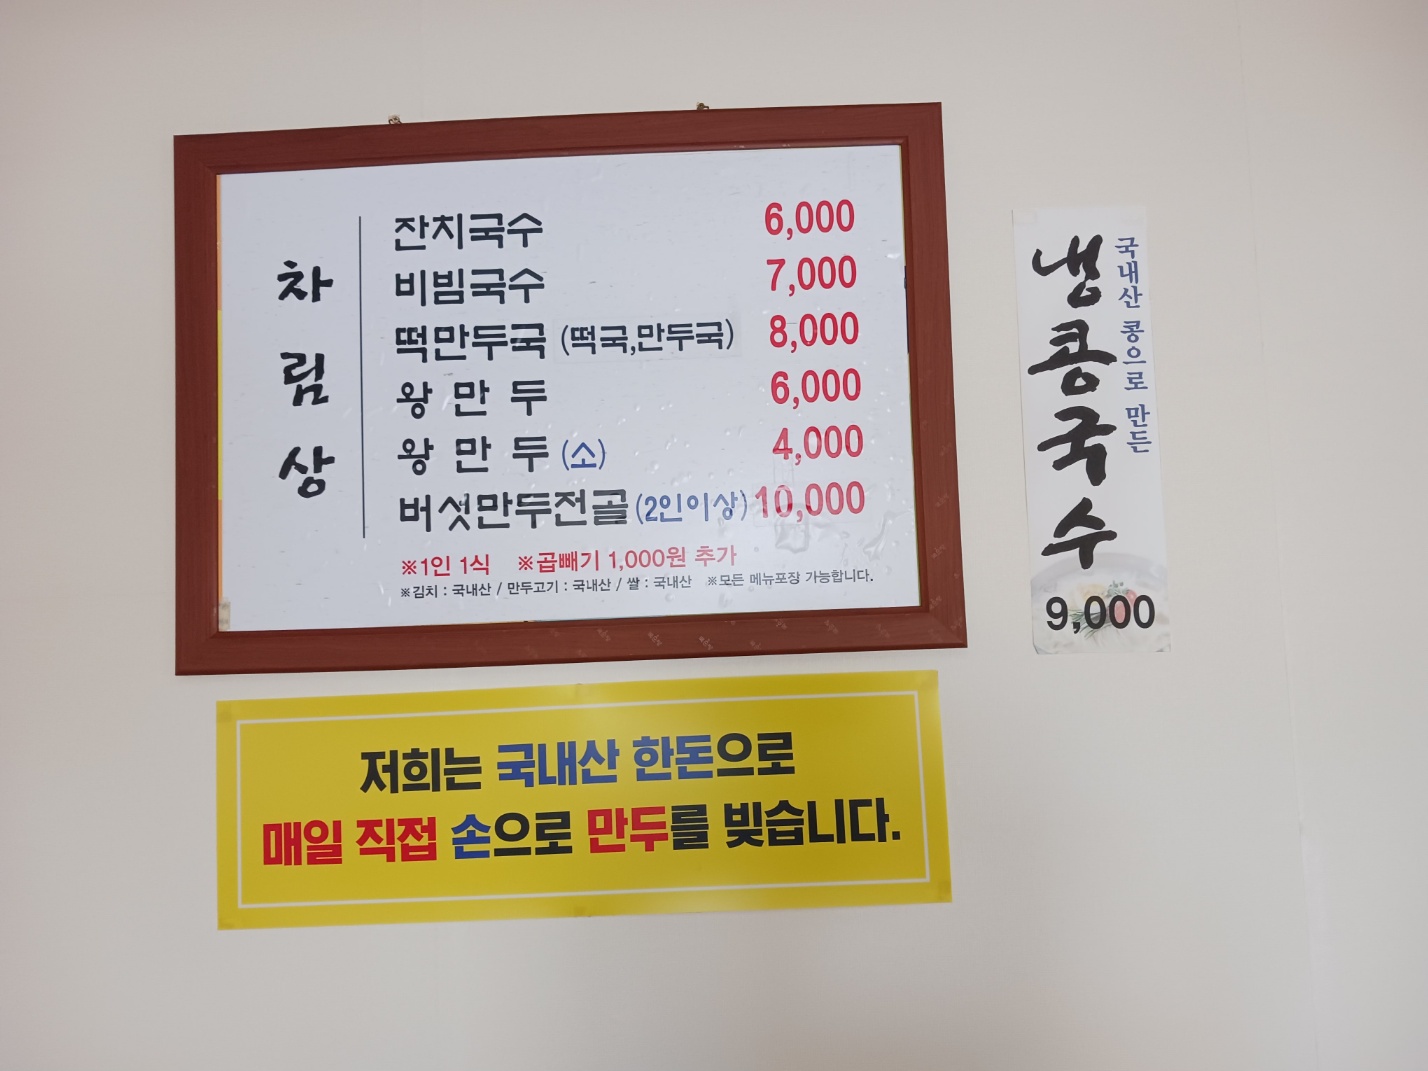 차림상
잔치국수 6,000
비빔국수 7,000
떡만두국 (떡국,만두국) 8,000
왕 만 두 6,000
왕 만 두 (소) 4,000
버섯만두전골 (2인이상) 10,000
※1인 1식 ※곱빼기 1,000원 추가
※김치 : 국내산 / 만두고기 : 국내산 / 쌀 : 국내산 ※모든 메뉴포장 가능합니다.
국내산 콩으로 만든
냉콩국수
9,000
저희는 국내산 한돈으로
매일 직접 손으로 만두를 빚습니다.